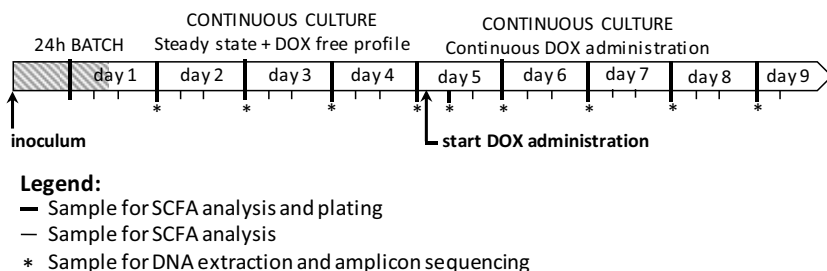 CONTINUOUS CULTURE
CONTINUOUS CULTURE
24h BATCH
Steady state + DOX free profile
Continuous DOX administration
day 1
day 2
day 3
day 4
day 5
day 6
day 7
day 8
day 9
* * * * * * * * *
inoculum
start DOX administration
Legend:
Sample for SCFA analysis and plating
Sample for SCFA analysis
* Sample for DNA extraction and amplicon sequencing